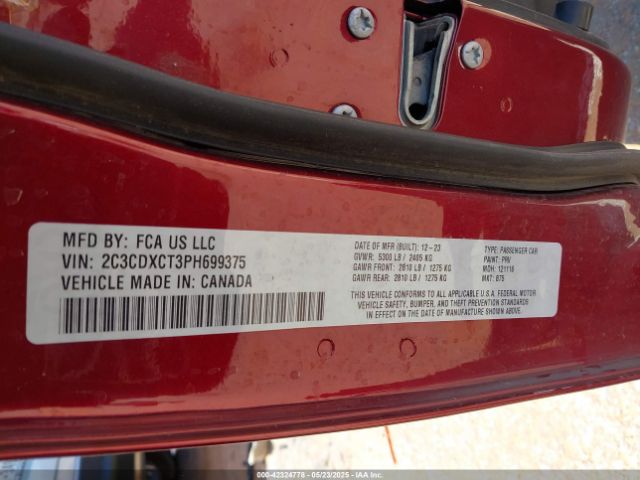 MFD BY: FCA US LLC
VIN: 2C3CDXCT3PH699375
VEHICLE MADE IN: CANADA
DATE OF MFR (BUILT): 12-23
GVWR: 5300 LB / 2405 KG
GAWR FRONT: 2810 LB / 1275 KG
GAWR REAR: 2810 LB / 1275 KG
TYPE: PASSENGER CAR
PAINT: PRV
MDH: 121116
MKT: 875
THIS VEHICLE CONFORMS TO ALL APPLICABLE U.S.A. FEDERAL MOTOR
VEHICLE SAFETY, BUMPER, AND THEFT PREVENTION STANDARDS
IN EFFECT ON THE DATE OF MANUFACTURE SHOWN ABOVE.
000-42324778 - 05/23/2025 - IAA Inc.